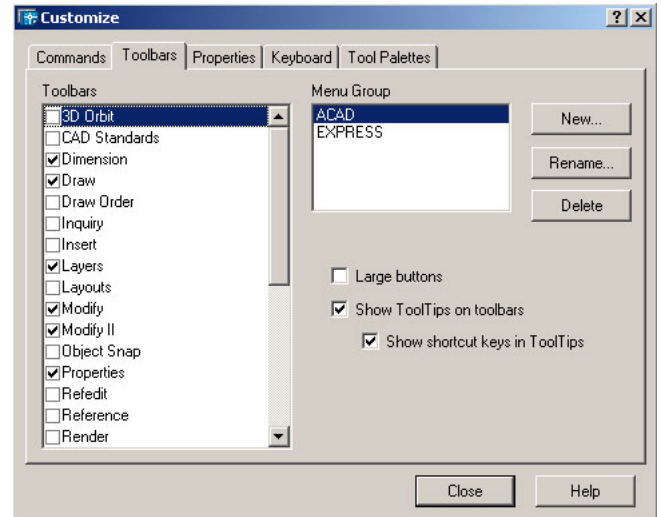 Customize
Commands Toolbars Properties Keyboard Tool Palettes
Toolbars
3D Orbit
CAD Standards
Dimension
Draw
Draw Order
Inquiry
Insert
Layers
Layouts
Modify
Modify II
Object Snap
Properties
Refedit
Reference
Render
Menu Group
ACAD
EXPRESS
New...
Rename...
Delete
Large buttons
Show ToolTips on toolbars
Show shortcut keys in ToolTips
Close
Help